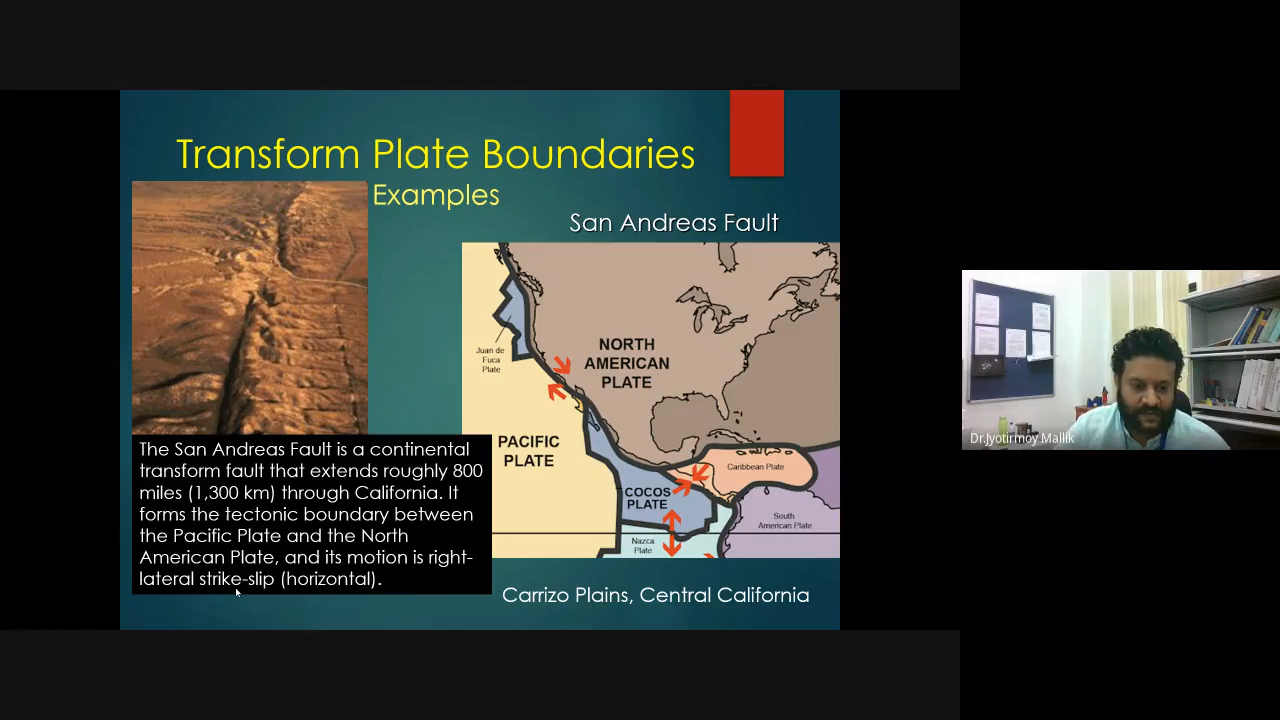 Transform Plate Boundaries
Examples
San Andreas Fault
The San Andreas Fault is a continental
transform fault that extends roughly 800
miles (1,300 km) through California. It
forms the tectonic boundary between
the Pacific Plate and the North
American Plate, and its motion is right-
lateral strike-slip (horizontal).
Juan de
Fuca
Plate
NORTH
AMERICAN
PLATE
PACIFIC
PLATE
Caribbean Plate
COCOS
PLATE
South
American Plate
Nazca
Plate
Carrizo Plains, Central California
Dr.Jyotirmoy Mallik